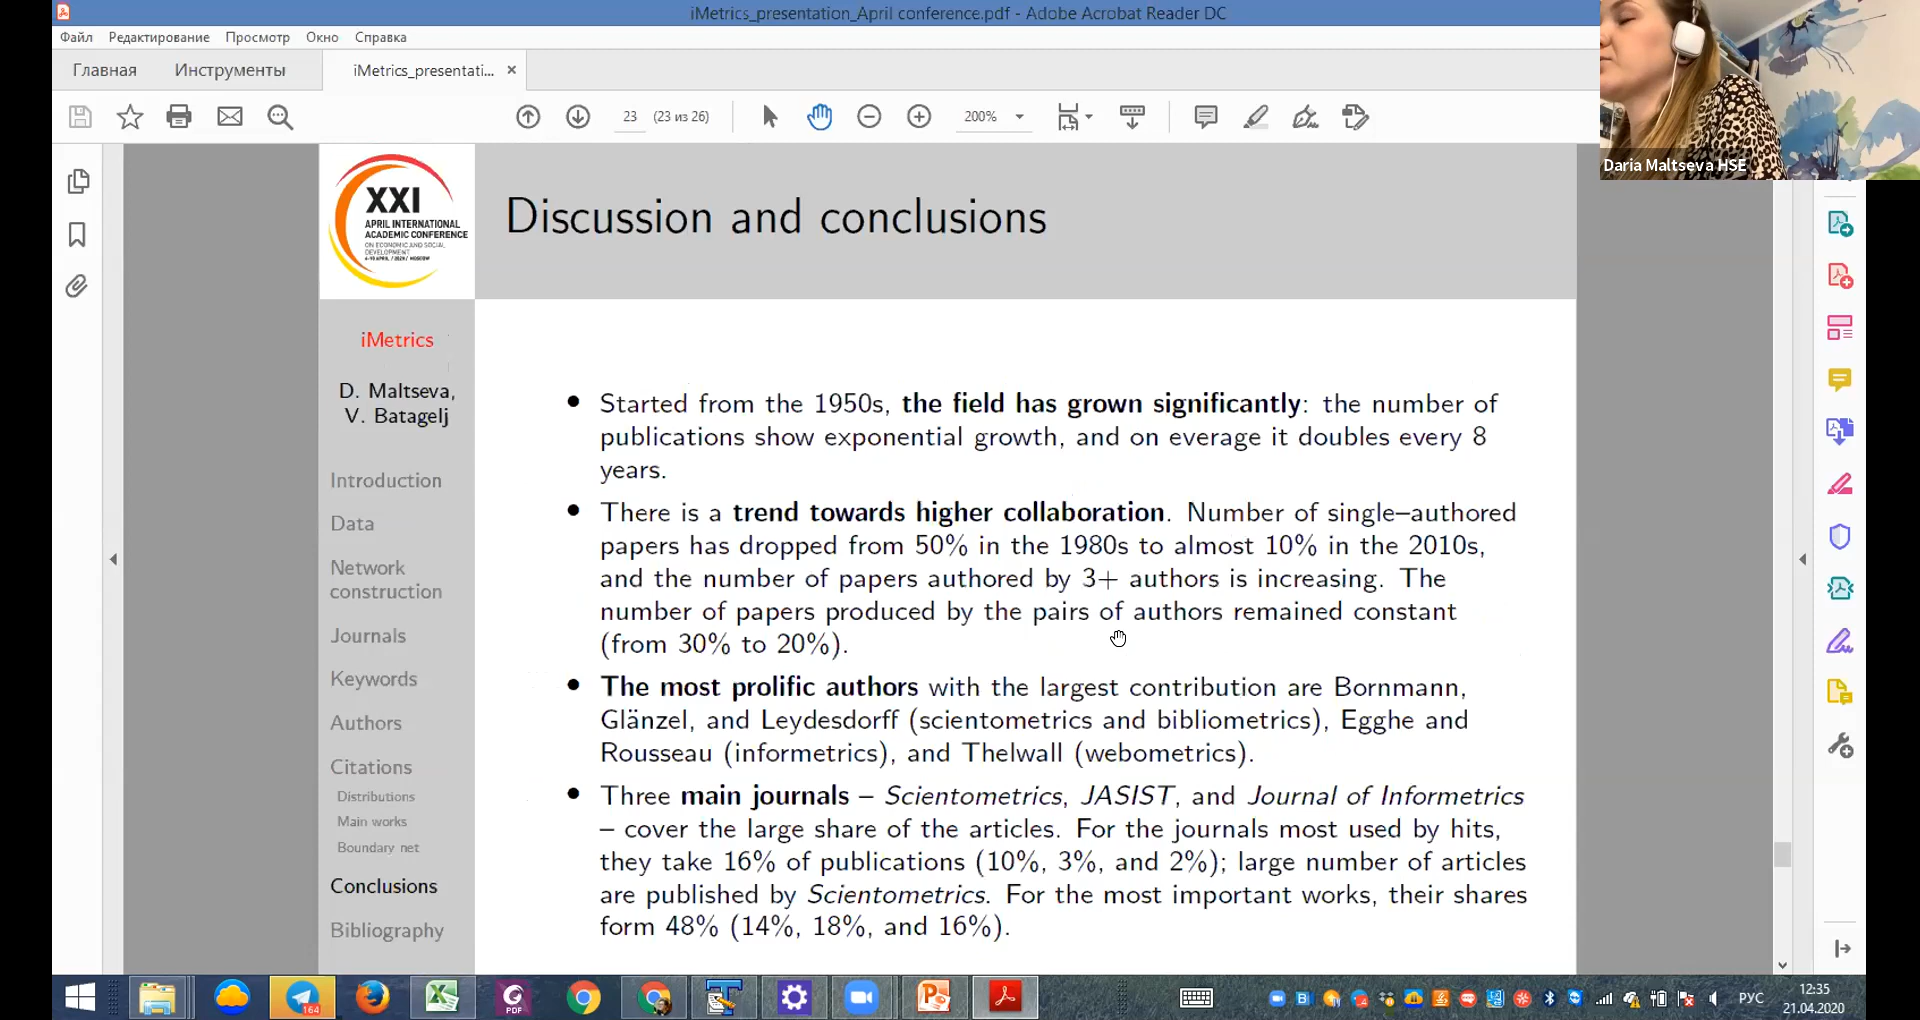 iMetrics_presentation_April conference.pdf - Adobe Acrobat Reader DC
Файл Редактирование Просмотр Окно Справка
Главная Инструменты iMetrics_presentati... ×
23 (23 из 26) 200%
Daria Maltseva HSE
XXI
APRIL INTERNATIONAL
ACADEMIC CONFERENCE
ON ECONOMIC AND SOCIAL
DEVELOPMENT
Discussion and conclusions
iMetrics
D. Maltseva,
V. Batagelj
Introduction
Data
Network
construction
Journals
Keywords
Authors
Citations
Distributions
Main works
Boundary net
Conclusions
Bibliography
• Started from the 1950s, the field has grown significantly: the number of
publications show exponential growth, and on everage it doubles every 8
years.
• There is a trend towards higher collaboration. Number of single–authored
papers has dropped from 50% in the 1980s to almost 10% in the 2010s,
and the number of papers authored by 3+ authors is increasing. The
number of papers produced by the pairs of authors remained constant
(from 30% to 20%).
• The most prolific authors with the largest contribution are Bornmann,
Glänzel, and Leydesdorff (scientometrics and bibliometrics), Egghe and
Rousseau (informetrics), and Thelwall (webometrics).
• Three main journals – Scientometrics, JASIST, and Journal of Informetrics
– cover the large share of the articles. For the journals most used by hits,
they take 16% of publications (10%, 3%, and 2%); large number of articles
are published by Scientometrics. For the most important works, their shares
form 48% (14%, 18%, and 16%).
164
PDF
РУС
12:35
21.04.2020